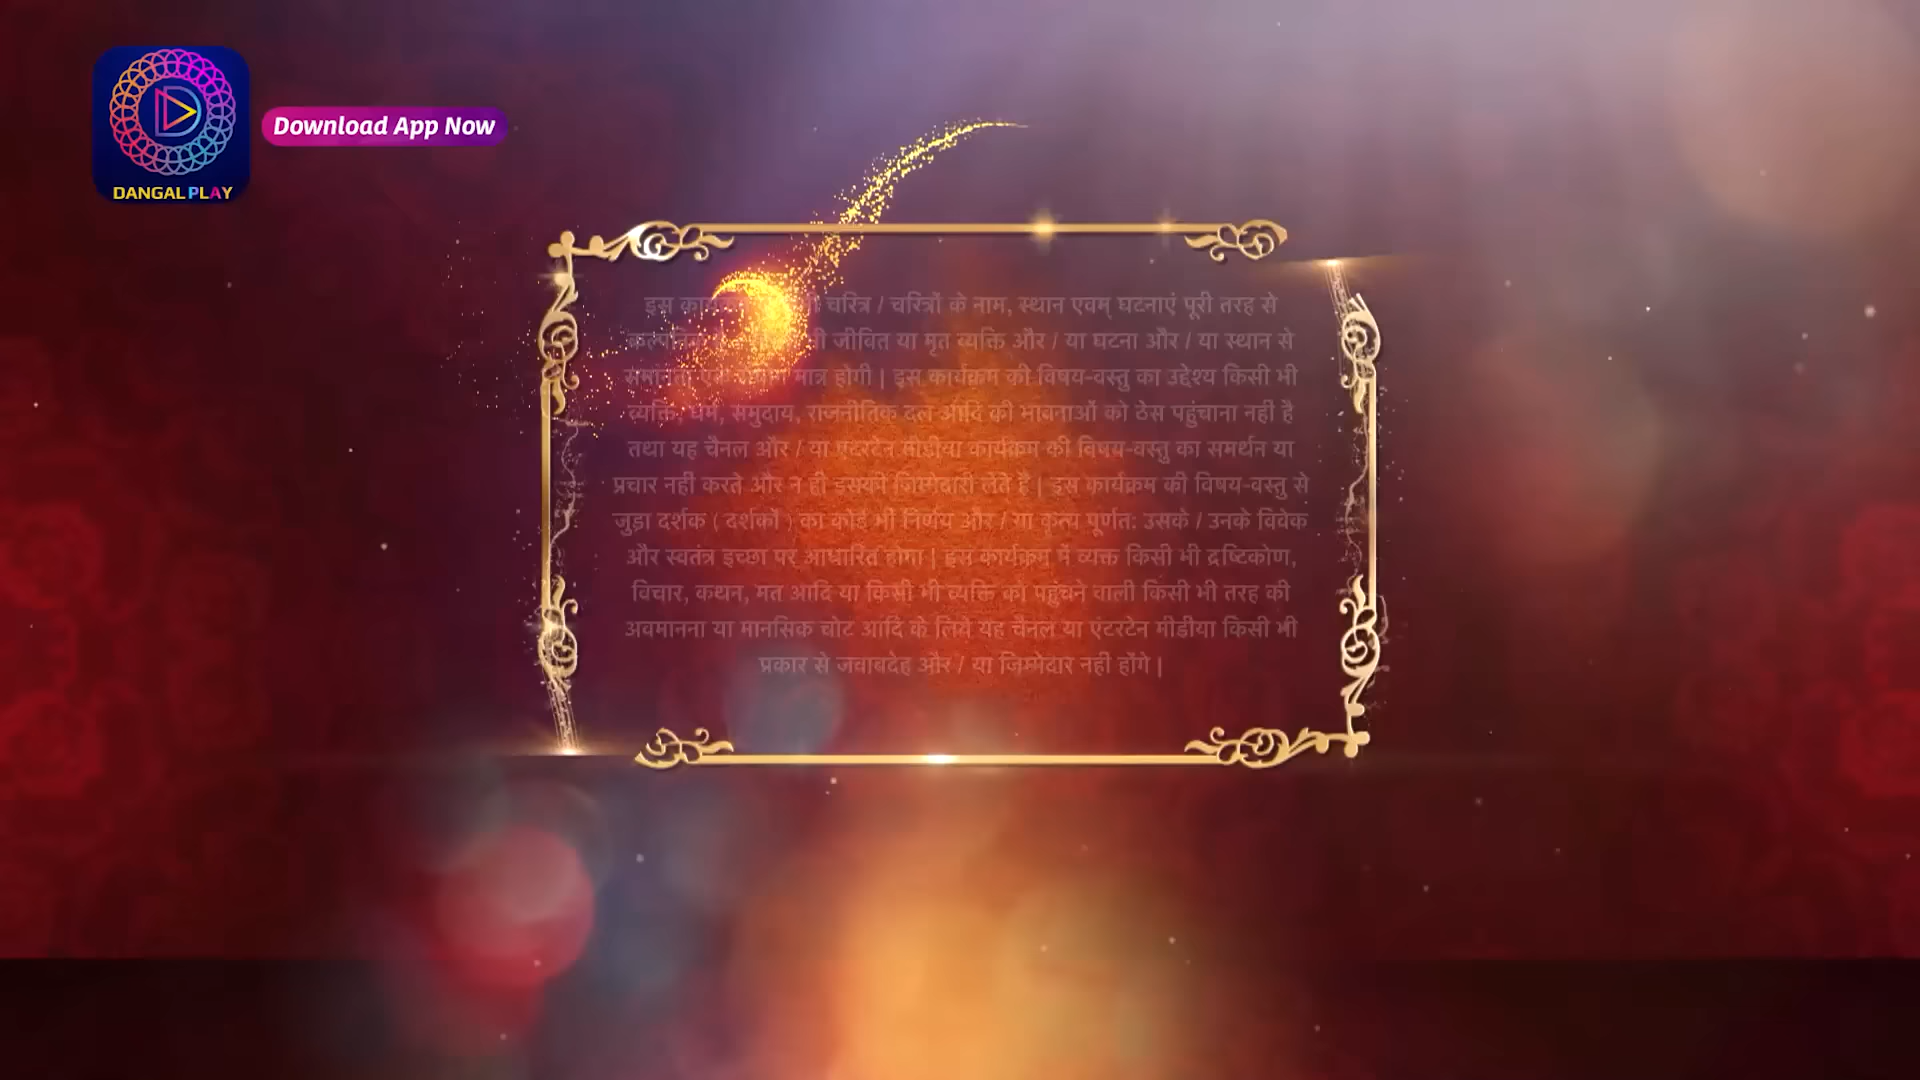 DANGAL PLAY
Download App Now
इस चरित्र / चरित्रों के नाम, स्थान एवम् घटनाएं पूरी तरह से
जीवित या मृत व्यक्ति और / या घटना और / या स्थान से
मात्र होगी | इस कार्यक्रम की विषय-वस्तु का उद्देश्य किसी भी
व्यक्ति, धर्म, समुदाय, राजनीतिक दल आदि की भावनाओं को ठेस पहुंचाना नहीं है
तथा यह चैनल और / या एंटरटेन मीडीया कार्यक्रम की विषय-वस्तु का समर्थन या
प्रचार नहीं करते और न ही इसकी जिम्मेदारी लेते है | इस कार्यक्रम की विषय-वस्तु से
जुड़ा दर्शक ( दर्शकों ) का कोई भी निर्णय और / या कृत्य पूर्णत: उसके / उनके विवेक
और स्वतंत्र इच्छा पर आधारित होगा | इस कार्यक्रम में व्यक्त किसी भी द्रष्टिकोण,
विचार, कथन, मत आदि या किसी भी व्यक्ति को पहुंचने वाली किसी भी तरह की
अवमानना या मानसिक चोट आदि के लिये यह चैनल या एंटरटेन मीडीया किसी भी
प्रकार से जवाबदेह और / या जिम्मेदार नहीं होंगे |